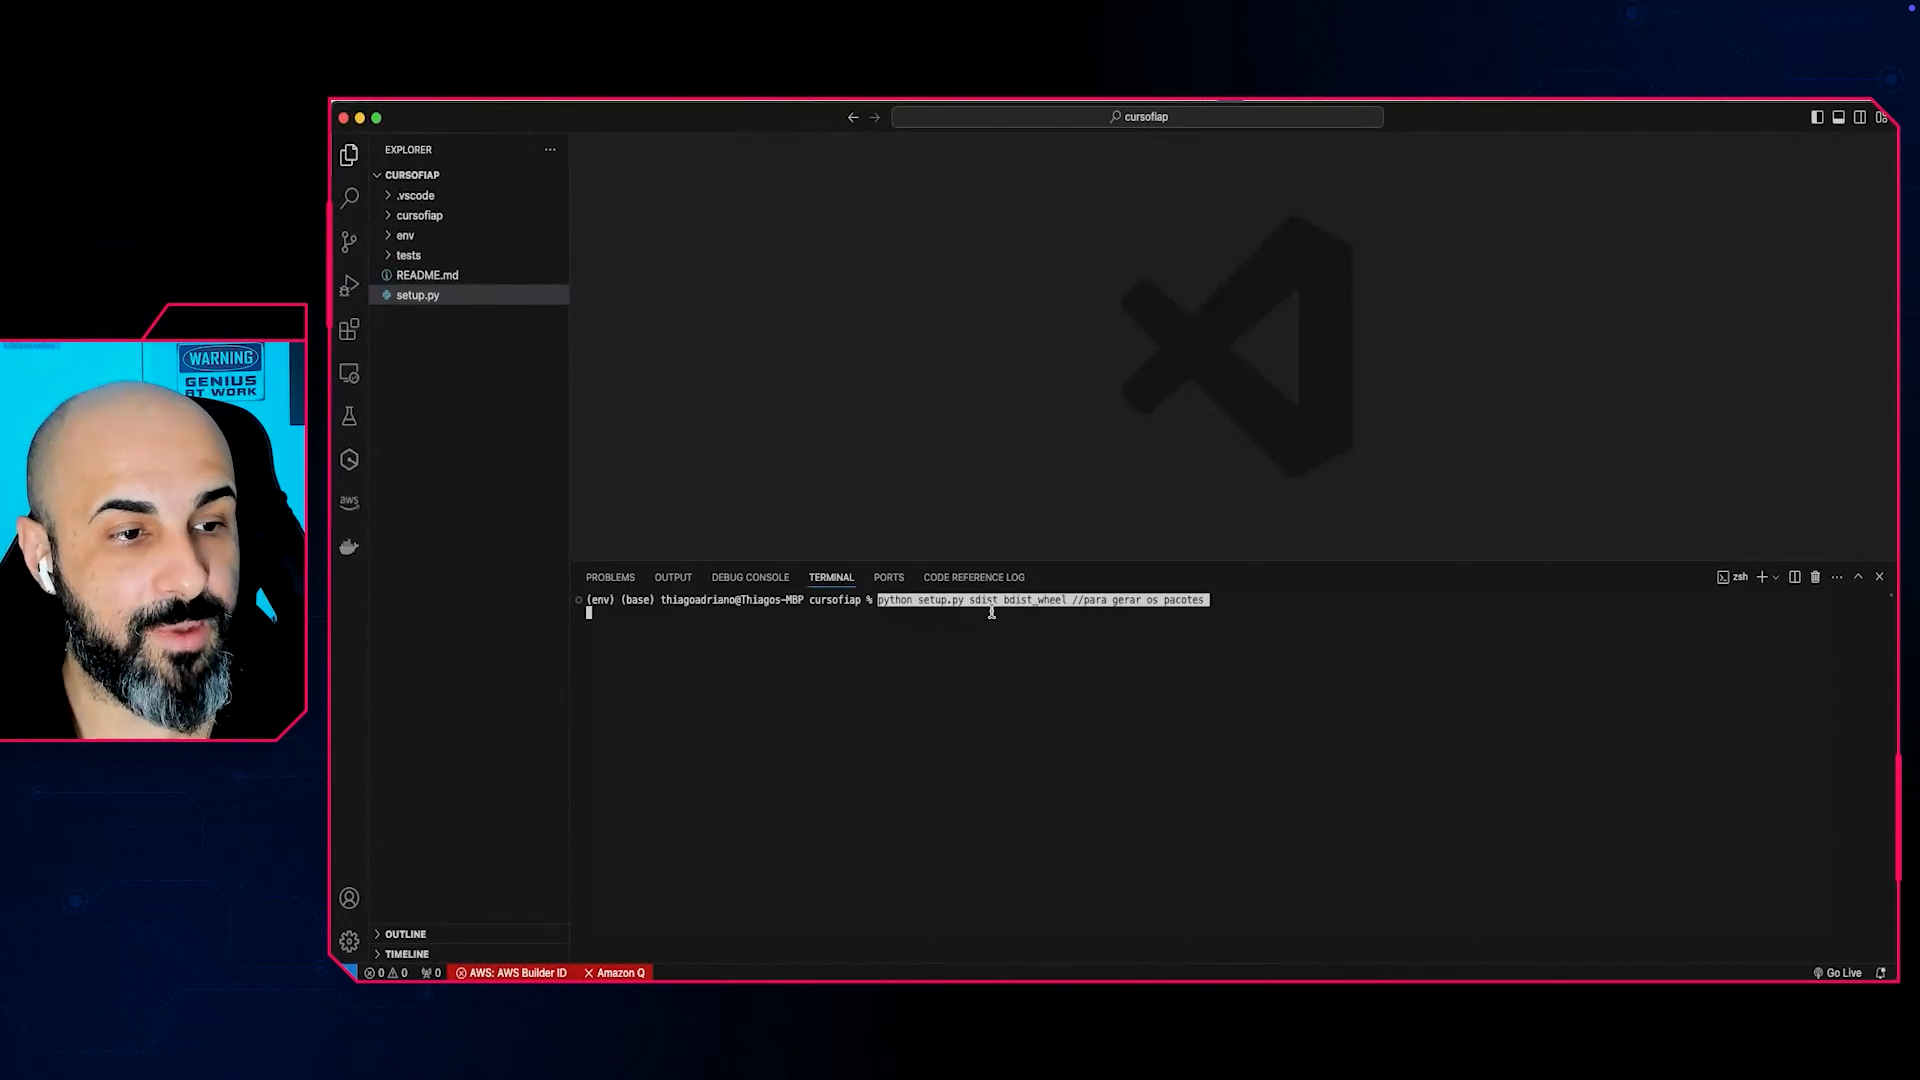 cursofiap
EXPLORER
CURSOFIAP
.vscode
cursofiap
env
tests
README.md
setup.py
WARNING
GENIUS
AT WORK
aws
PROBLEMS OUTPUT DEBUG CONSOLE TERMINAL PORTS CODE REFERENCE LOG
zsh
(env) (base) thiagoadriano@Thiagos-MBP cursofiap % python setup.py sdist bdist_wheel //para gerar os pacotes
OUTLINE
TIMELINE
0 0 0 AWS: AWS Builder ID Amazon Q
Go Live